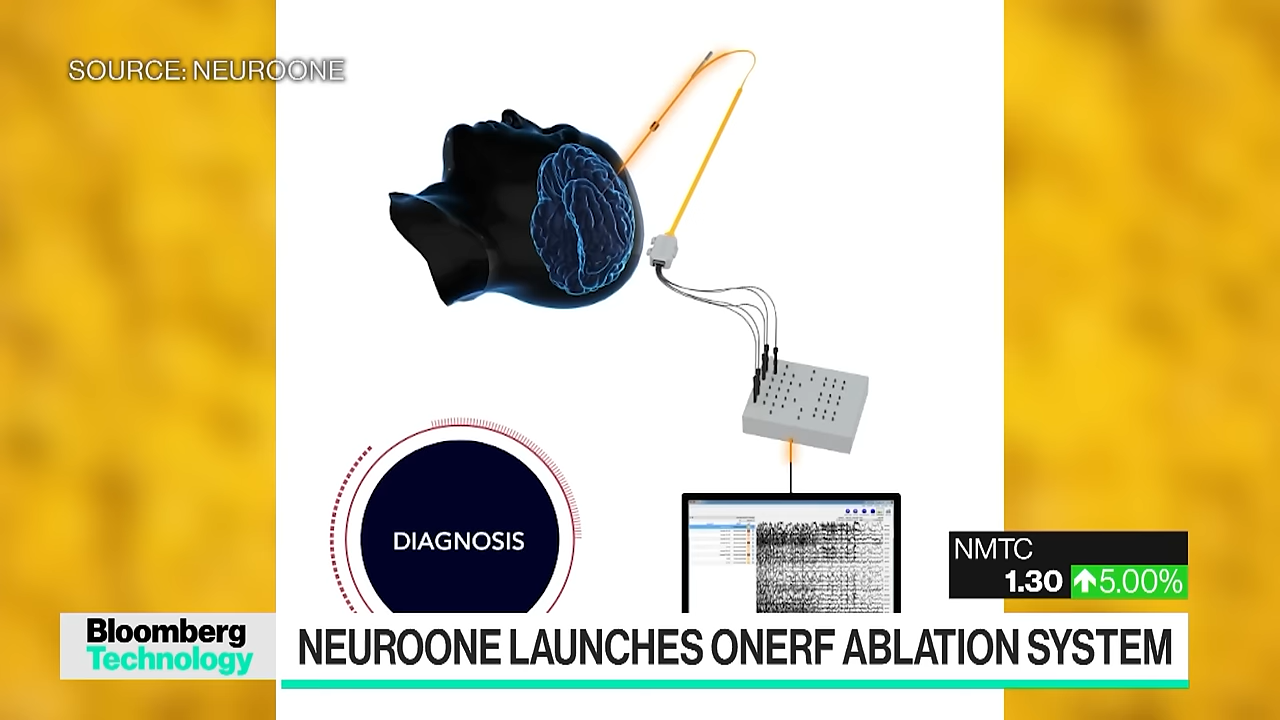 SOURCE: NEUROONE
DIAGNOSIS
NMTC
1.30 5.00%
Bloomberg
Technology
NEUROONE LAUNCHES ONERF ABLATION SYSTEM